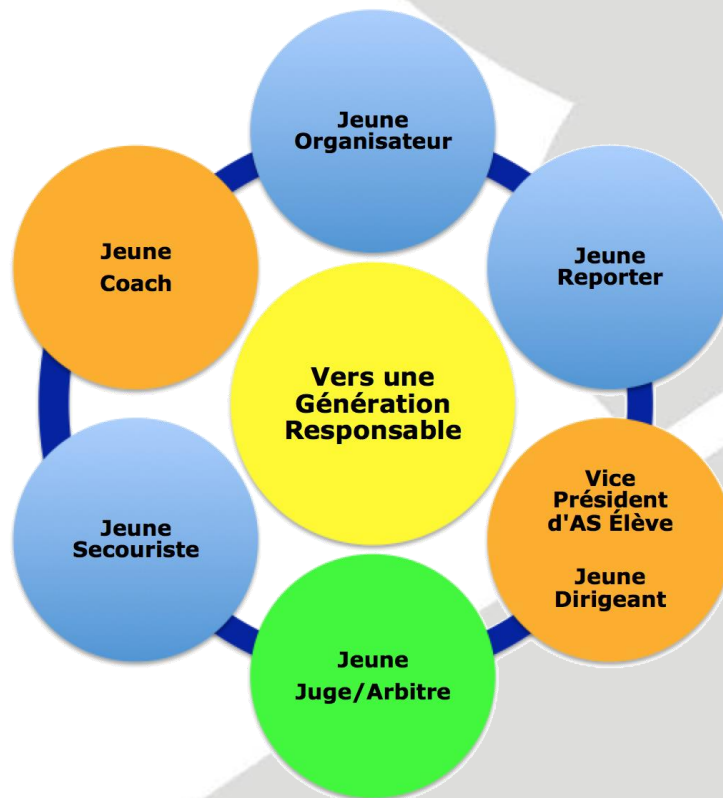 Jeune
Organisateur
Jeune
Reporter
Vice
Président
d'AS Élève
Jeune
Dirigeant
Jeune
Juge/Arbitre
Jeune
Secouriste
Jeune
Coach
Vers une
Génération
Responsable